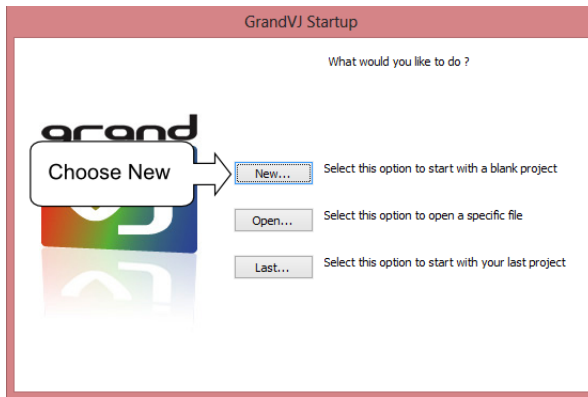 GrandVJ Startup
What would you like to do ?
grand
Choose New
New...
Select this option to start with a blank project
Open...
Select this option to open a specific file
Last...
Select this option to start with your last project